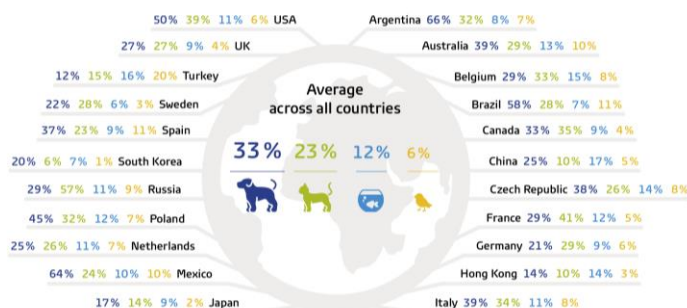 50% 39% 11% 6% USA
Argentina 66% 32% 8% 7%
27% 27% 9% 4% UK
Australia 39% 29% 13% 10%
12% 15% 16% 20% Turkey
Belgium 29% 33% 15% 8%
22% 28% 6% 3% Sweden
Brazil 58% 28% 7% 11%
37% 23% 9% 11% Spain
Canada 33% 35% 9% 4%
20% 6% 7% 1% South Korea
China 25% 10% 17% 5%
29% 57% 11% 9% Russia
Czech Republic 38% 26% 14% 8%
45% 32% 12% 7% Poland
France 29% 41% 12% 5%
25% 26% 11% 7% Netherlands
Germany 21% 29% 9% 6%
64% 24% 10% 10% Mexico
Hong Kong 14% 10% 14% 3%
17% 14% 9% 2% Japan
Italy 39% 34% 11% 8%
Average
across all countries
33% 23% 12% 6%